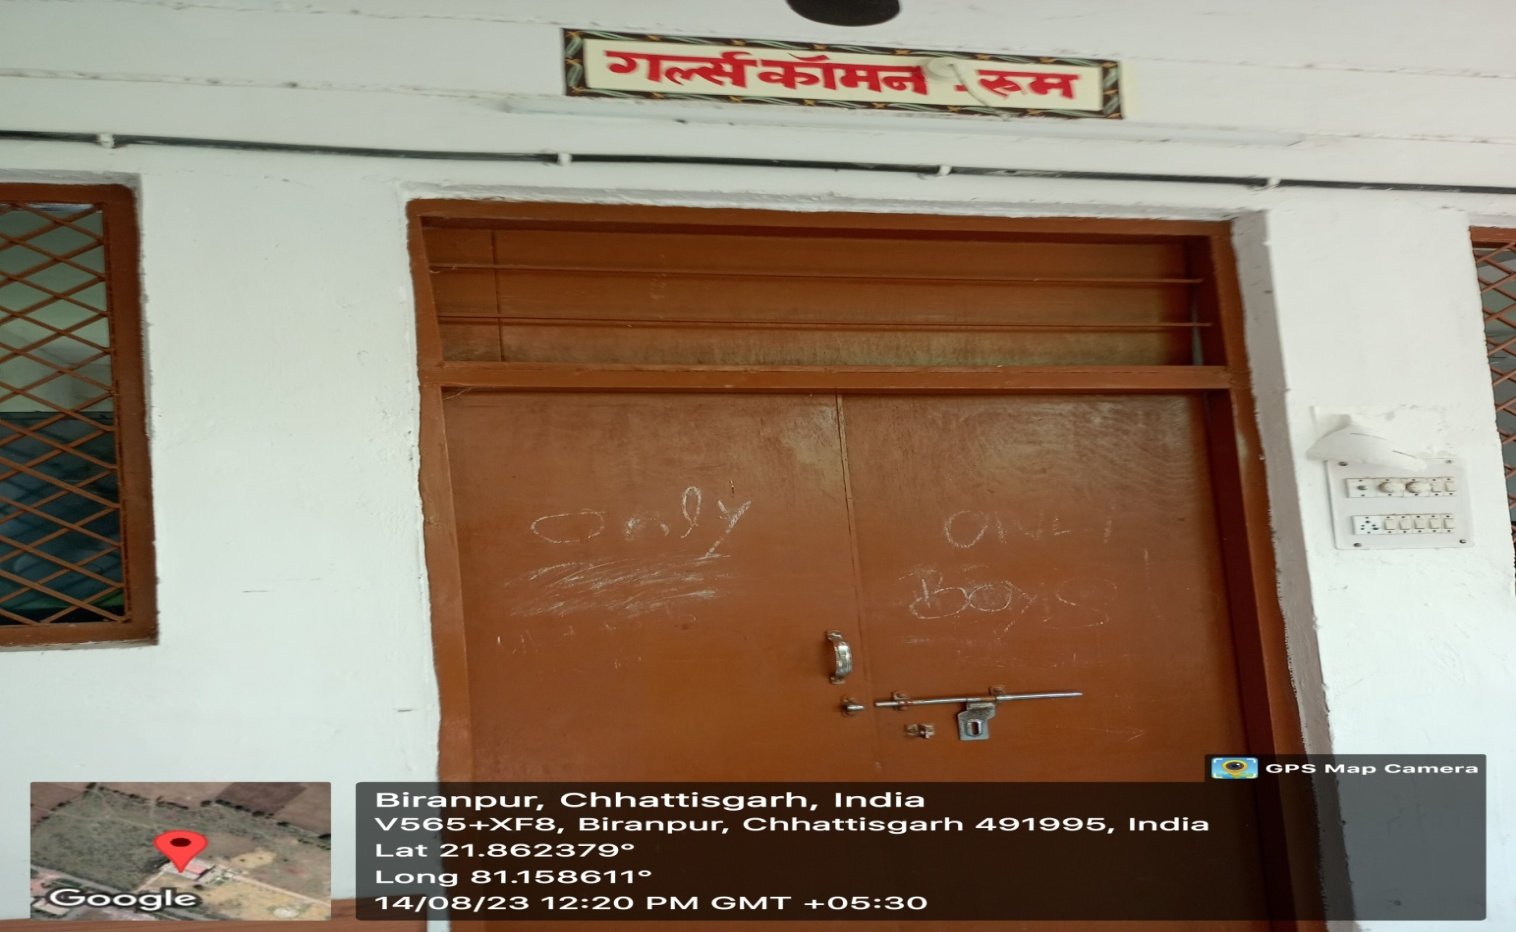 गर्ल्स कॉमन रुम
Only
ONLY
BOYS
GPS Map Camera
Biranpur, Chhattisgarh, India
V565+XF8, Biranpur, Chhattisgarh 491995, India
Lat 21.862379°
Long 81.158611°
14/08/23 12:20 PM GMT +05:30
Google